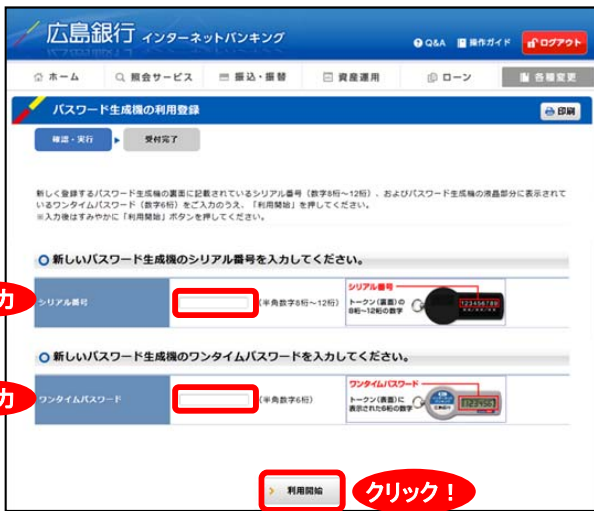 広島銀行 インターネットバンキング
Q&A 操作ガイド ログアウト
ホーム 照会サービス 振込・振替 資産運用 ローン 各種変更
パスワード生成機の利用登録 印刷
確認・実行 受付完了
新しく登録するパスワード生成機の裏面に記載されているシリアル番号(数字8桁~12桁)、およびパスワード生成機の液晶部分に表示されて
いるワンタイムパスワード(数字6桁)をご入力のうえ、「利用開始」を押してください。
※入力後はすみやかに「利用開始」ボタンを押してください。
新しいパスワード生成機のシリアル番号を入力してください。
力 シリアル番号 (半角数字8桁~12桁)
シリアル番号
トークン(裏面)の
8桁~12桁の数字
123456789
新しいパスワード生成機のワンタイムパスワードを入力してください。
力 ワンタイムパスワード (半角数字6桁)
ワンタイムパスワード
トークン(表面)に
表示された6桁の数字
123456
利用開始 クリック!